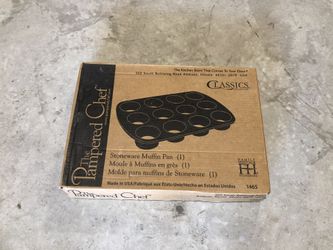 The Kitchen Store That Comes To Your Door®
CLASSICS
The
Pampered Chef
Stoneware Muffin Pan (1)
Moule à Muffins en grès (1)
Molde para muffins de Stoneware (1)
FAMILY
Made in USA/Fabriqué aux États-Unis/Hecho en Estados Unidos
1465